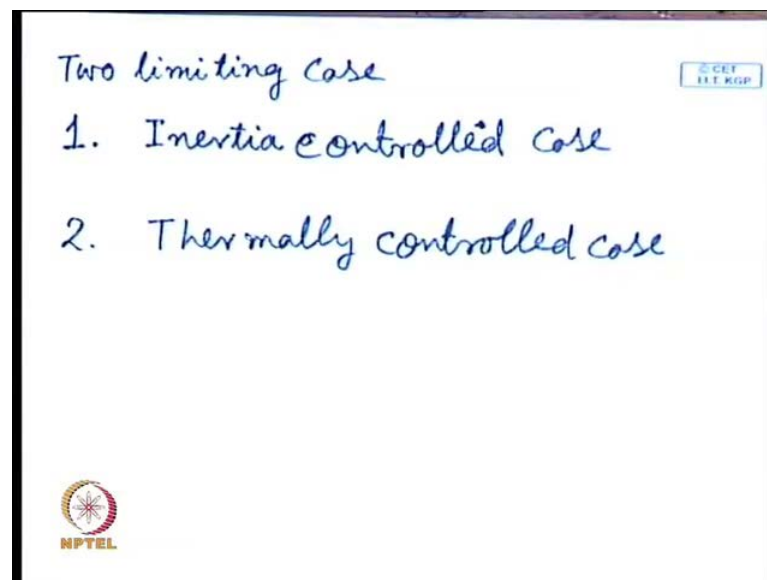 Two limiting Case
© CET
I.I.T. KGP
1. Inertia controlled Case
2. Thermally controlled case
NPTEL